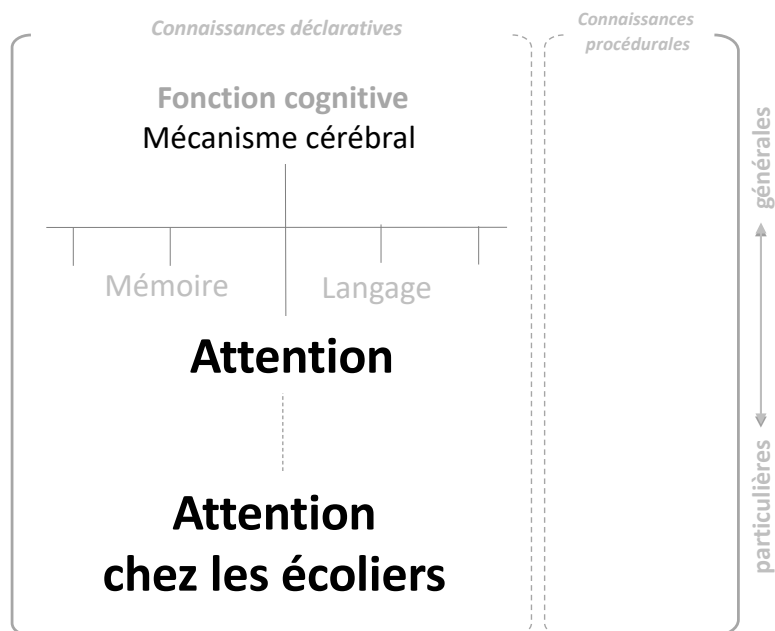 Connaissances déclaratives
Connaissances
procédurales
Fonction cognitive
Mécanisme cérébral
Mémoire
Langage
Attention
Attention
chez les écoliers
générales
particulières